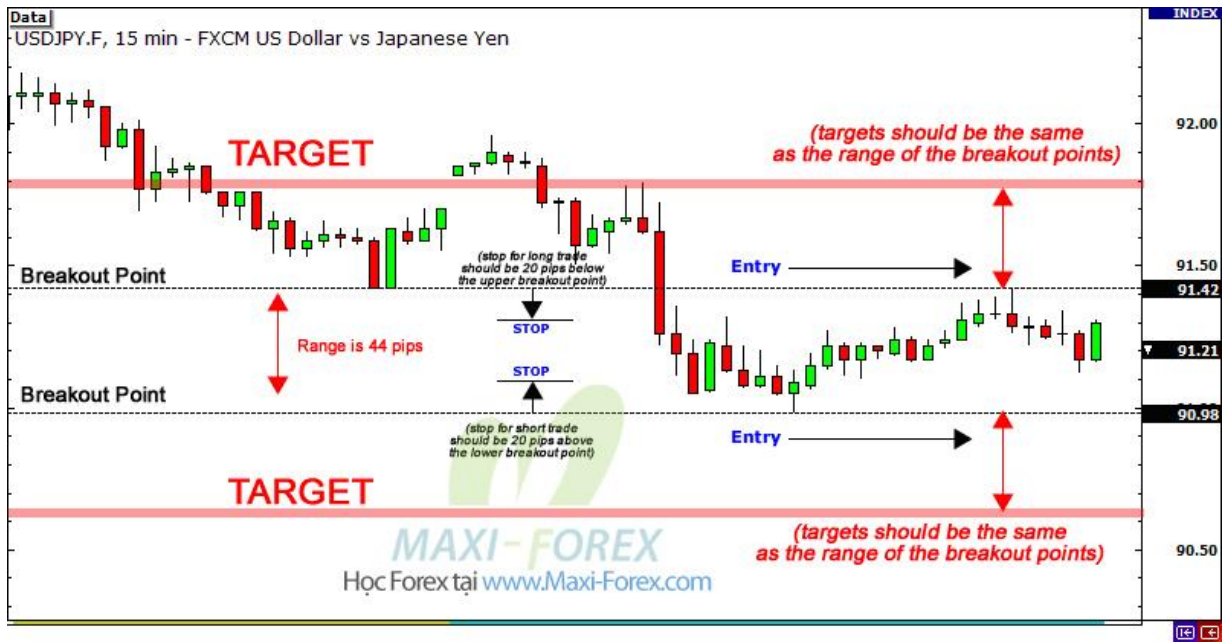 Data
INDEX
USDJPY.F, 15 min - FXCM US Dollar vs Japanese Yen
92.00
TARGET
(targets should be the same
as the range of the breakout points)
Breakout Point
(stop for long trade
should be 20 pips below
the upper breakout point)
Entry
91.50
91.42
STOP
Range is 44 pips
91.21
STOP
Breakout Point
90.98
(stop for short trade
should be 20 pips above
the lower breakout point)
Entry
TARGET
(targets should be the same
as the range of the breakout points)
90.50
MAXI-FOREX
Học Forex tại www.Maxi-Forex.com